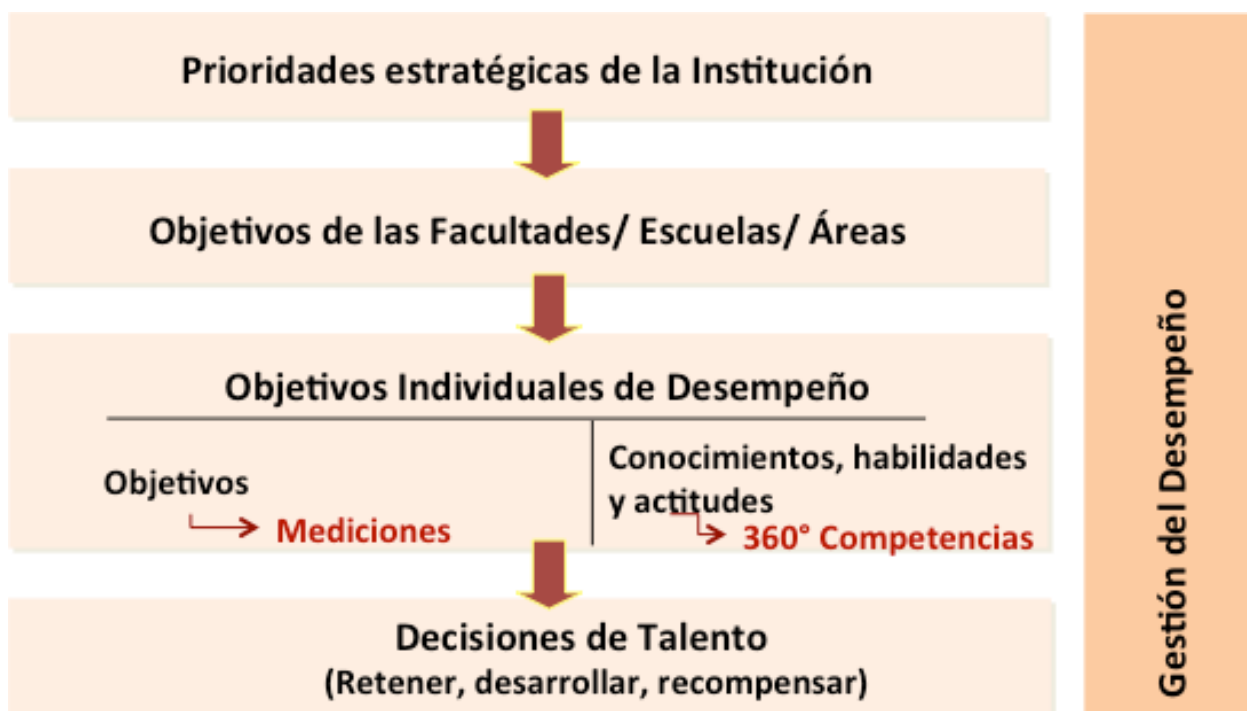 Prioridades estratégicas de la Institución
Objetivos de las Facultades/ Escuelas/ Áreas
Objetivos Individuales de Desempeño
Objetivos
Mediciones
Conocimientos, habilidades
y actitudes
360° Competencias
Decisiones de Talento
(Retener, desarrollar, recompensar)
Gestión del Desempeño